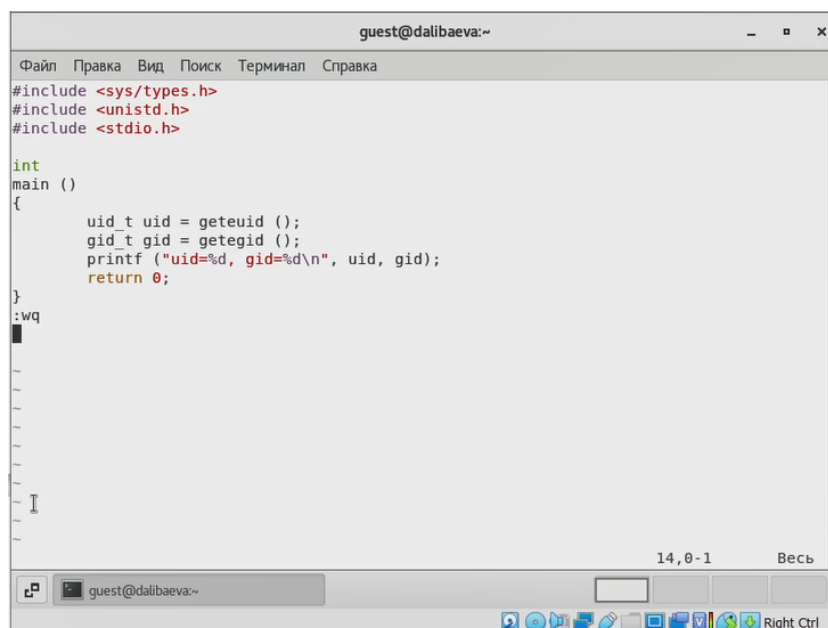 guest@dalibaeva:~
Файл Правка Вид Поиск Терминал Справка
#include <sys/types.h>
#include <unistd.h>
#include <stdio.h>
int
main ()
{
uid_t uid = geteuid ();
gid_t gid = getegid ();
printf ("uid=%d, gid=%d\n", uid, gid);
return 0;
}
:wq
~
~
~
~
~
~
~
~
~
~
14,0-1 Весь
guest@dalibaeva:~
Right Ctrl